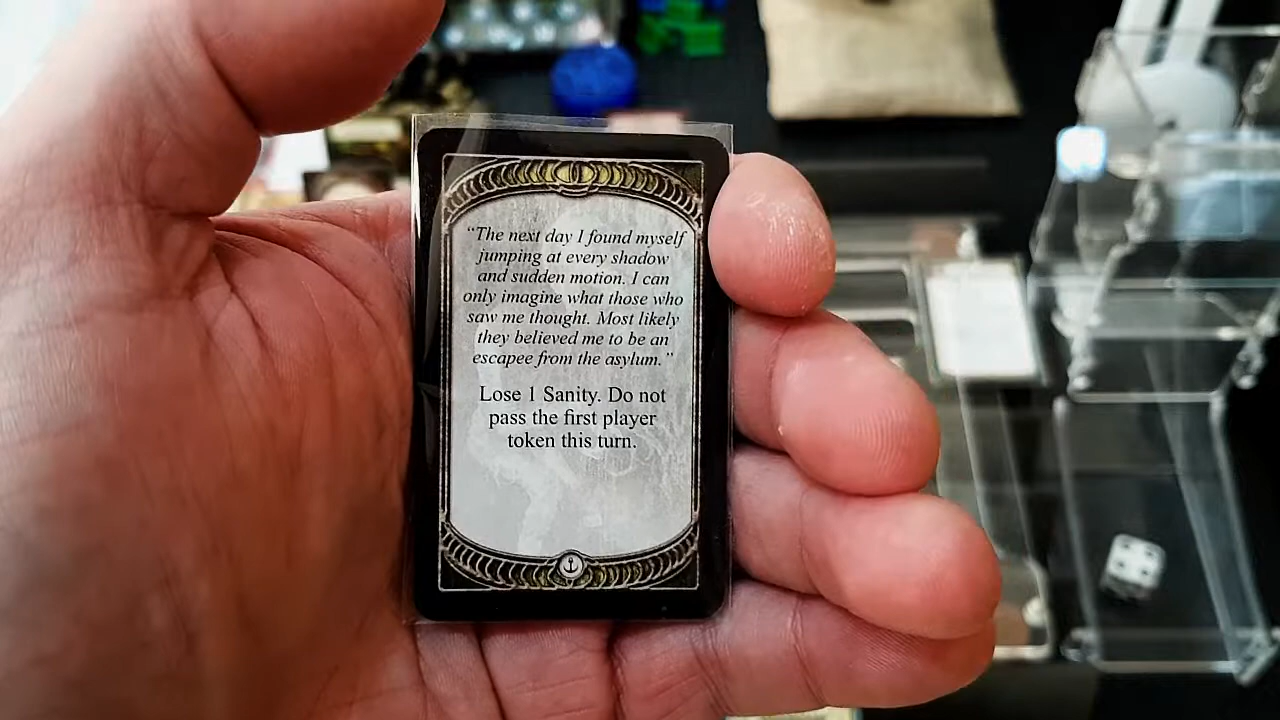 “The next day I found myself
jumping at every shadow
and sudden motion. I can
only imagine what those who
saw me thought. Most likely
they believed me to be an
escapee from the asylum.”
Lose 1 Sanity. Do not
pass the first player
token this turn.